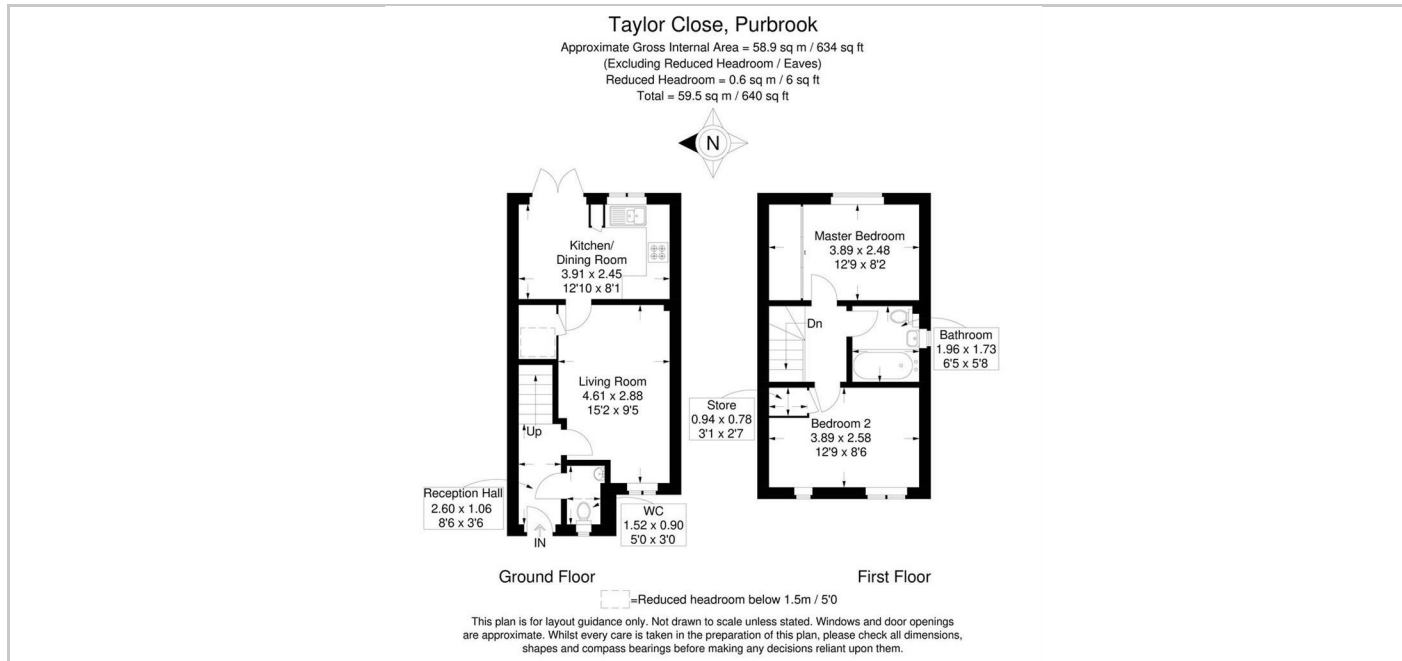 Taylor Close, Purbrook
Approximate Gross Internal Area = 58.9 sq m / 634 sq ft
(Excluding Reduced Headroom / Eaves)
Reduced Headroom = 0.6 sq m / 6 sq ft
Total = 59.5 sq m / 640 sq ft
N
Kitchen/
Dining Room
3.91 x 2.45
12'10 x 8'1
Living Room
4.61 x 2.88
15'2 x 9'5
Up
Reception Hall
2.60 x 1.06
8'6 x 3'6
IN
WC
1.52 x 0.90
5'0 x 3'0
Ground Floor
Master Bedroom
3.89 x 2.48
12'9 x 8'2
Dn
Bathroom
1.96 x 1.73
6'5 x 5'8
Store
0.94 x 0.78
3'1 x 2'7
Bedroom 2
3.89 x 2.58
12'9 x 8'6
First Floor
=Reduced headroom below 1.5m / 5'0
This plan is for layout guidance only. Not drawn to scale unless stated. Windows and door openings
are approximate. Whilst every care is taken in the preparation of this plan, please check all dimensions,
shapes and compass bearings before making any decisions reliant upon them.